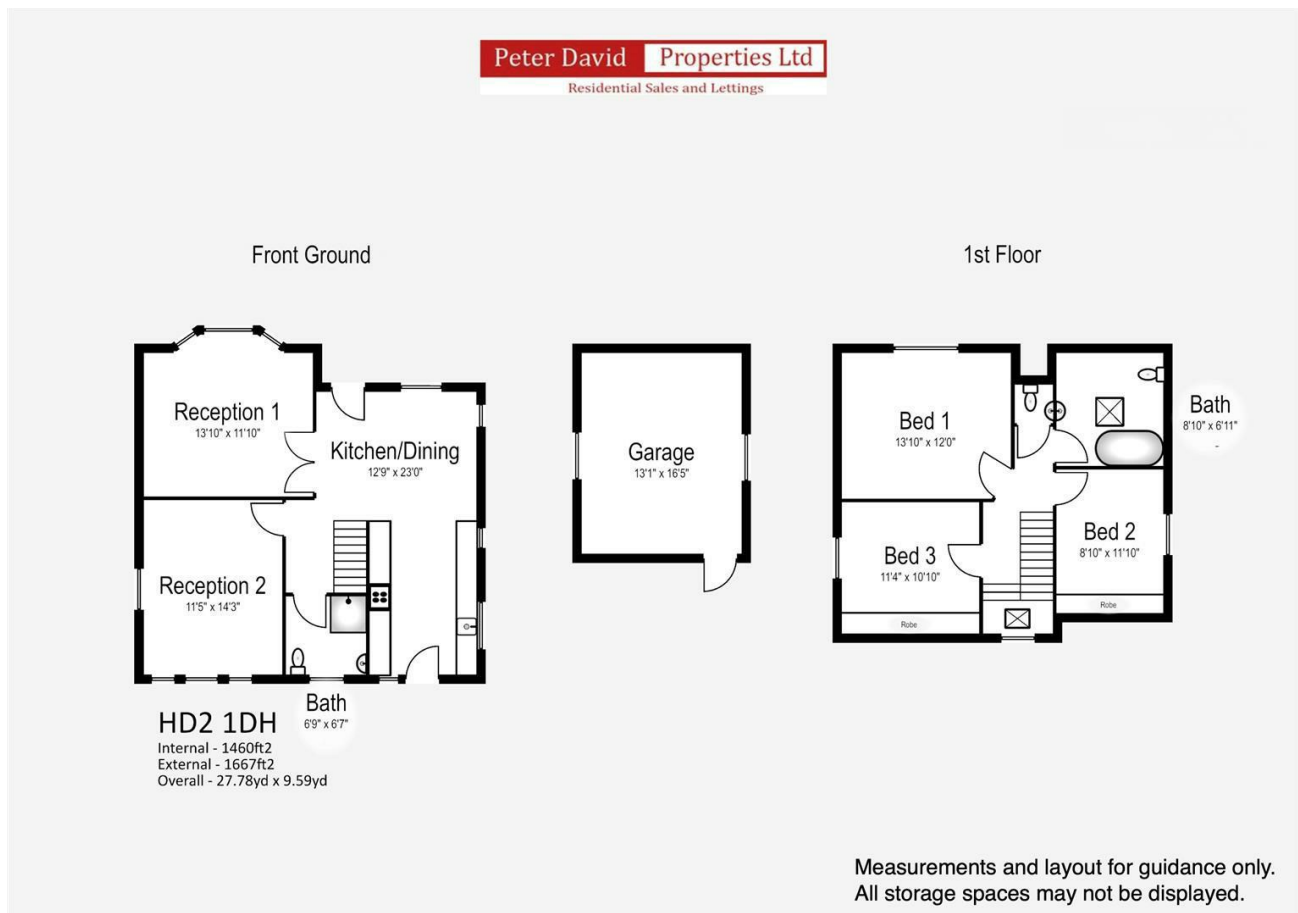 Peter David Properties Ltd
Residential Sales and Lettings
Front Ground
1st Floor
Reception 1
13'10" x 11'10"
Kitchen/Dining
12'9" x 23'0"
Reception 2
11'5" x 14'3"
Bath
6'9" x 6'7"
Garage
13'1" x 16'5"
Bed 1
13'10" x 12'0"
Bath
8'10" x 6'11"
Bed 2
8'10" x 11'10"
Robe
Bed 3
11'4" x 10'10"
Robe
HD2 1DH
Internal - 1460ft2
External - 1667ft2
Overall - 27.78yd x 9.59yd
Measurements and layout for guidance only.
All storage spaces may not be displayed.